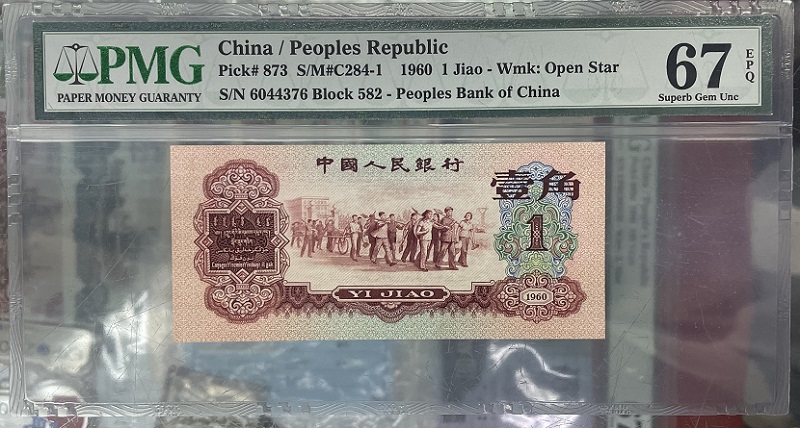 PMG
PAPER MONEY GUARANTY
China / Peoples Republic
Pick# 873 S/M#C284-1 1960 1 Jiao - Wmk: Open Star
S/N 6044376 Block 582 - Peoples Bank of China
67 EPQ
Superb Gem Unc
中國人民銀行
壹角
1
YI JIAO
1960